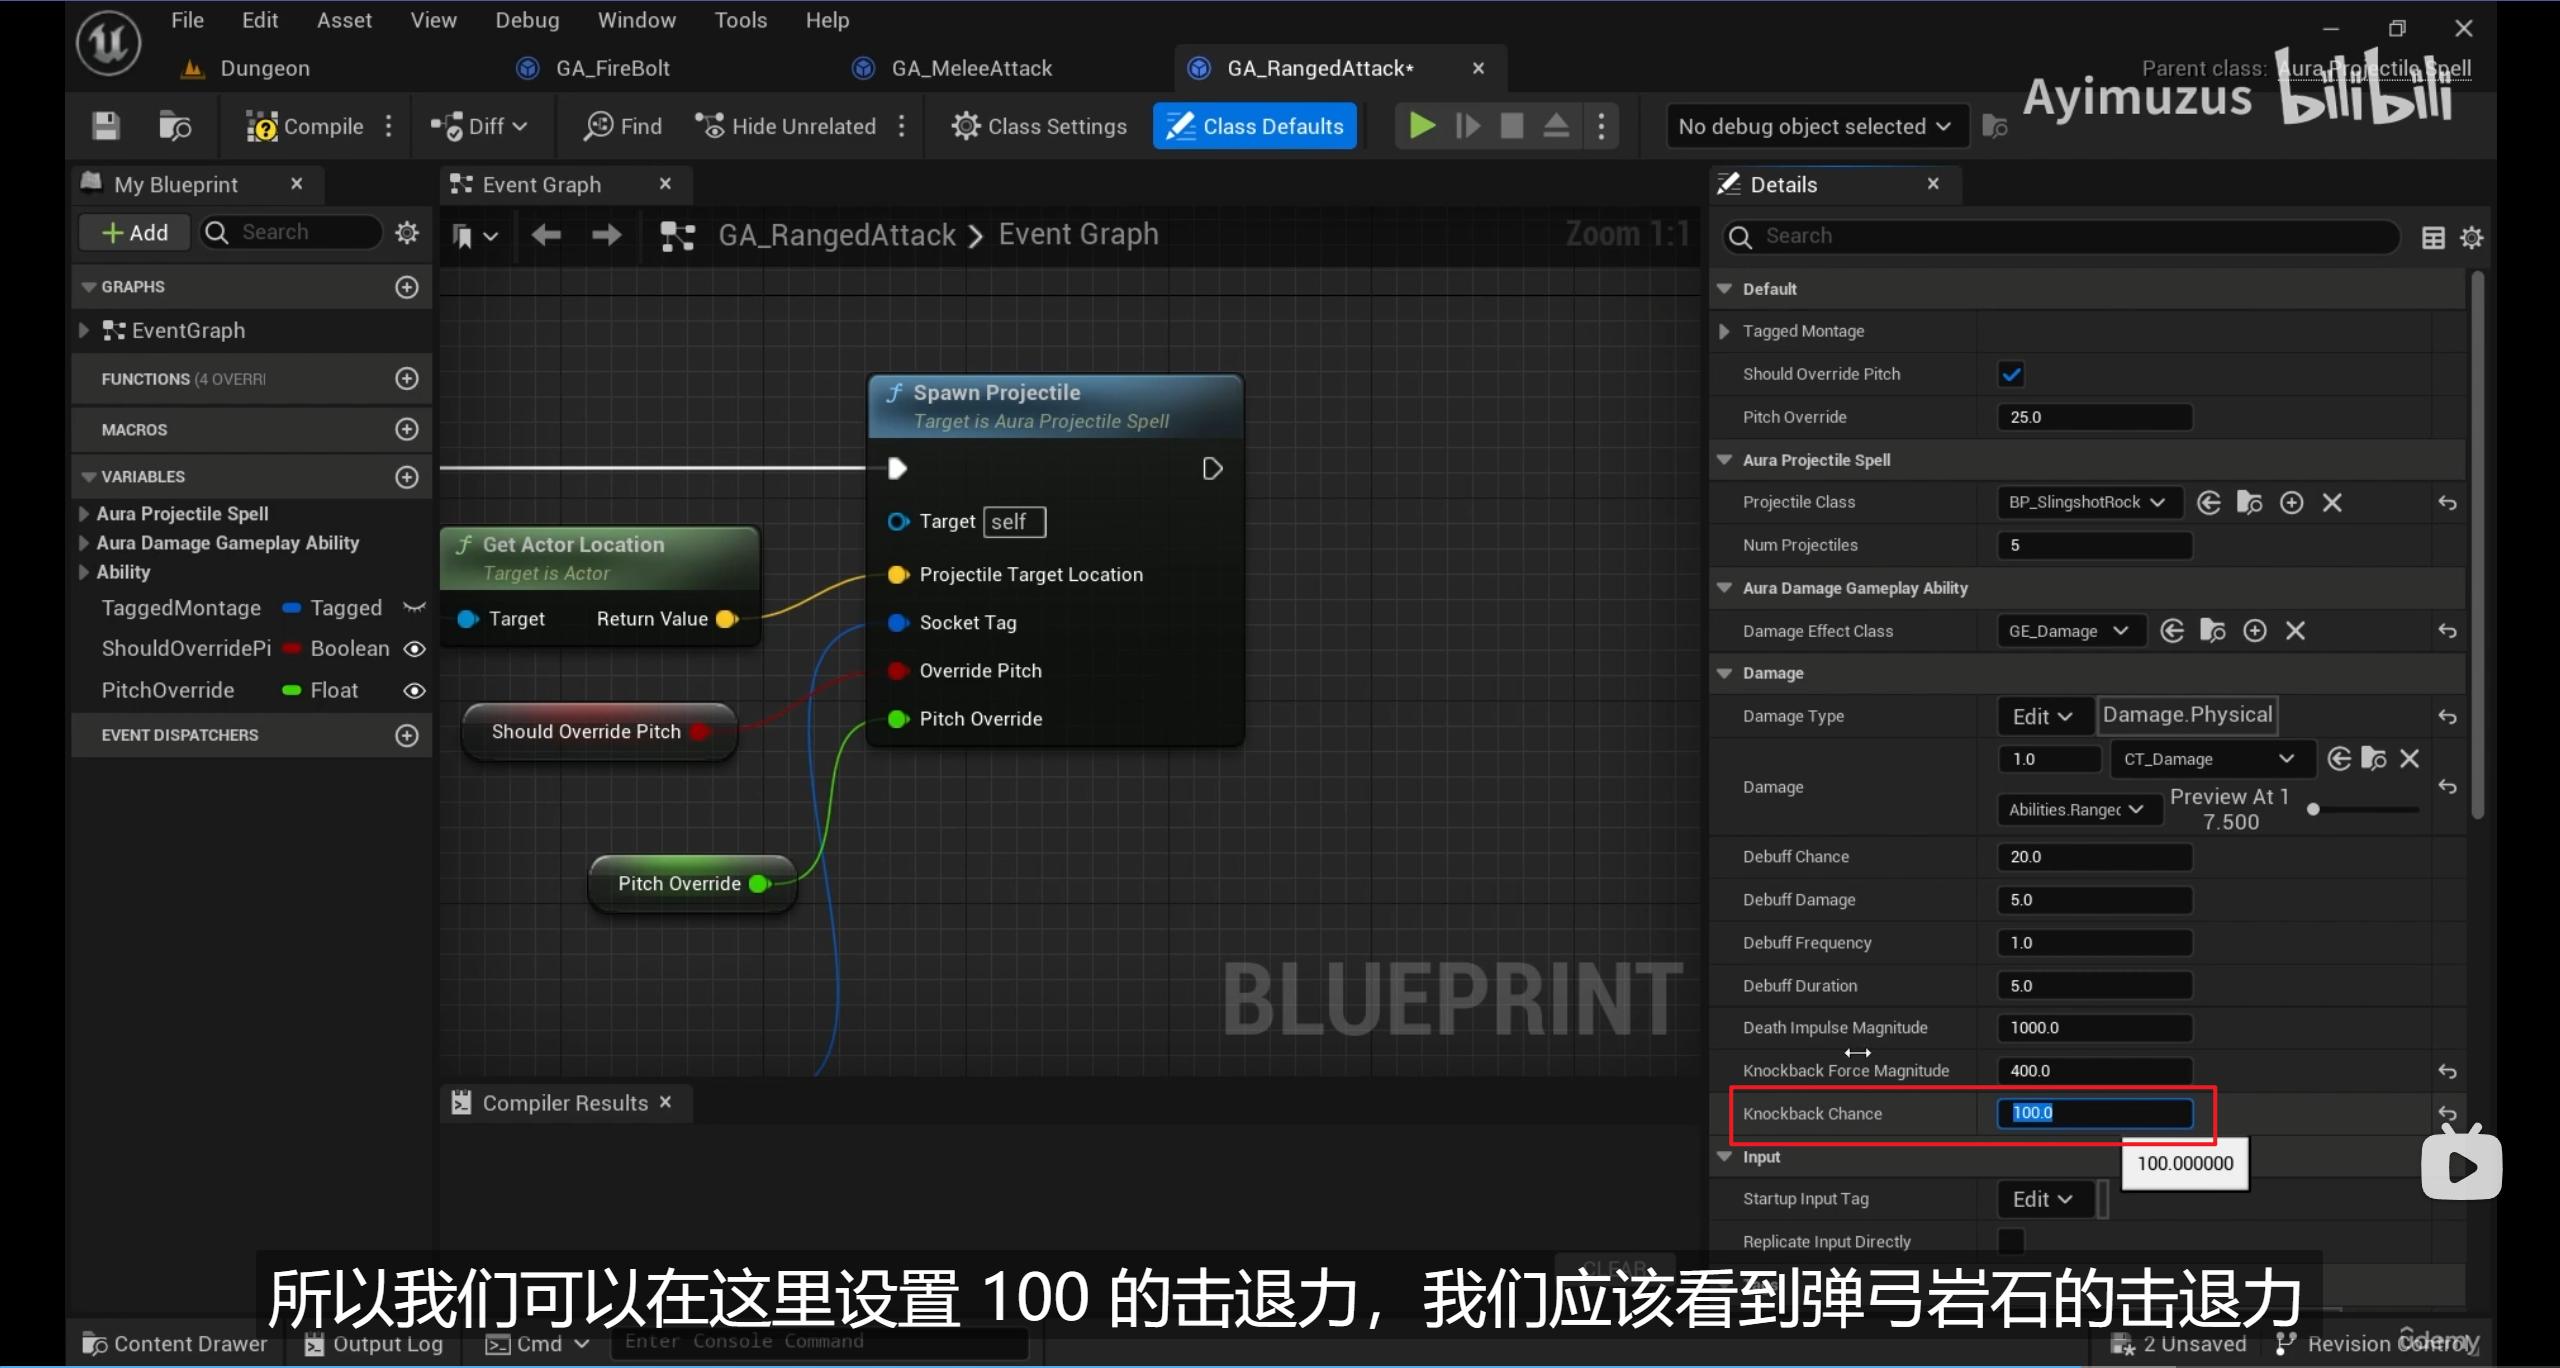 File Edit Asset View Debug Window Tools Help
Dungeon GA_FireBolt GA_MeleeAttack GA_RangedAttack* Parent class: Aura Projectile Spell
Ayimuzus bilibili
Compile Diff Find Hide Unrelated Class Settings Class Defaults No debug object selected
My Blueprint
Add Search
GRAPHS
EventGraph
FUNCTIONS (4 OVERRI
MACROS
VARIABLES
Aura Projectile Spell
Aura Damage Gameplay Ability
Ability
TaggedMontage Tagged
ShouldOverridePi Boolean
PitchOverride Float
EVENT DISPATCHERS
Event Graph
GA_RangedAttack > Event Graph Zoom 1:1
Spawn Projectile
Target is Aura Projectile Spell
Target self
Projectile Target Location
Socket Tag
Override Pitch
Pitch Override
Get Actor Location
Target is Actor
Target Return Value
Should Override Pitch
Pitch Override
BLUEPRINT
Compiler Results
CLEAR
Details
Search
Default
Tagged Montage
Should Override Pitch
Pitch Override 25.0
Aura Projectile Spell
Projectile Class BP_SlingshotRock
Num Projectiles 5
Aura Damage Gameplay Ability
Damage Effect Class GE_Damage
Damage
Damage Type Edit Damage.Physical
1.0 CT_Damage
Damage
Abilities.Ranged Preview At 1
7.500
Debuff Chance 20.0
Debuff Damage 5.0
Debuff Frequency 1.0
Debuff Duration 5.0
Death Impulse Magnitude 1000.0
Knockback Force Magnitude 400.0
Knockback Chance 100.0
100.000000
Input
Startup Input Tag Edit
Replicate Input Directly
所以我们可以在这里设置 100 的击退力，我们应该看到弹弓岩石的击退力
Content Drawer Output Log Cmd Enter Console Command 2 Unsaved Revision Control
ûdemy